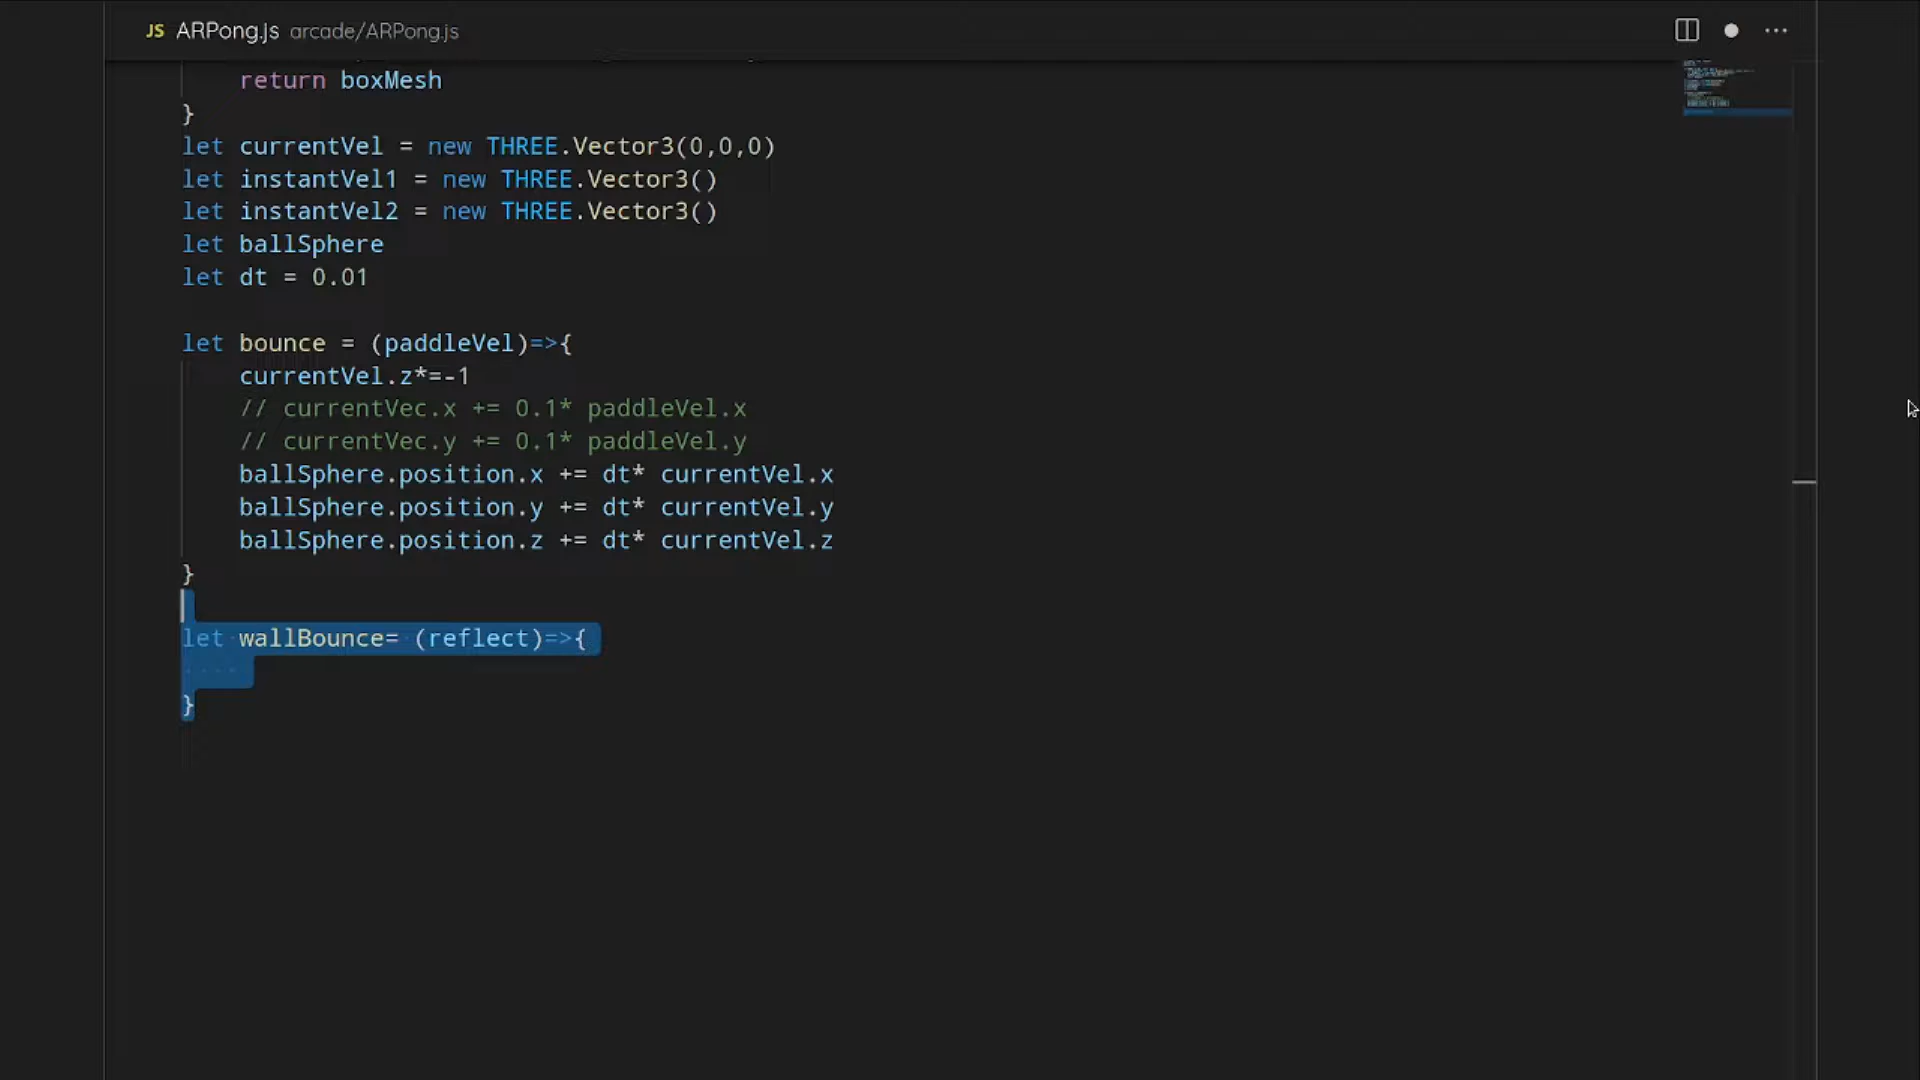 JS ARPong.js arcade/ARPong.js
return boxMesh
}
let currentVel = new THREE.Vector3(0,0,0)
let instantVel1 = new THREE.Vector3()
let instantVel2 = new THREE.Vector3()
let ballSphere
let dt = 0.01
let bounce = (paddleVel)=>{
currentVel.z*=-1
// currentVec.x += 0.1* paddleVel.x
// currentVec.y += 0.1* paddleVel.y
ballSphere.position.x += dt* currentVel.x
ballSphere.position.y += dt* currentVel.y
ballSphere.position.z += dt* currentVel.z
}
let wallBounce= (reflect)=>{
}